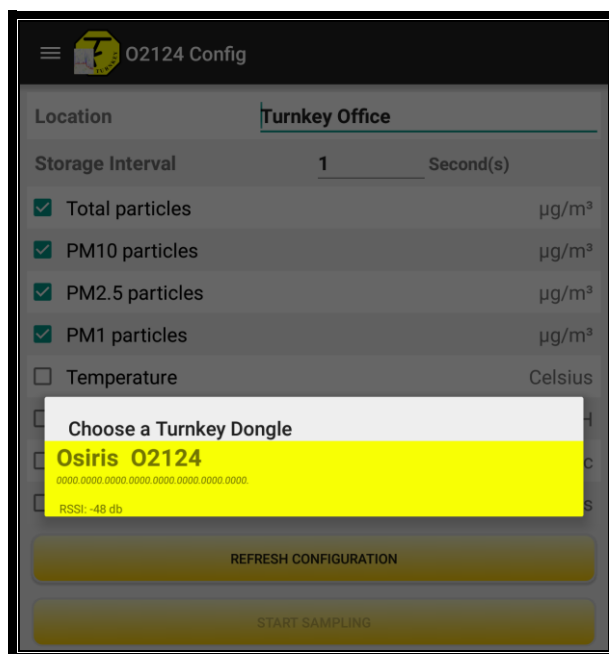 TURNKEY
O2124 Config
Location Turnkey Office
Storage Interval 1 Second(s)
Total particles µg/m³
PM10 particles µg/m³
PM2.5 particles µg/m³
PM1 particles µg/m³
Temperature Celsius
Choose a Turnkey Dongle
Osiris O2124
0000.0000.0000.0000.0000.0000.0000.0000.
RSSI: -48 db
REFRESH CONFIGURATION
START SAMPLING